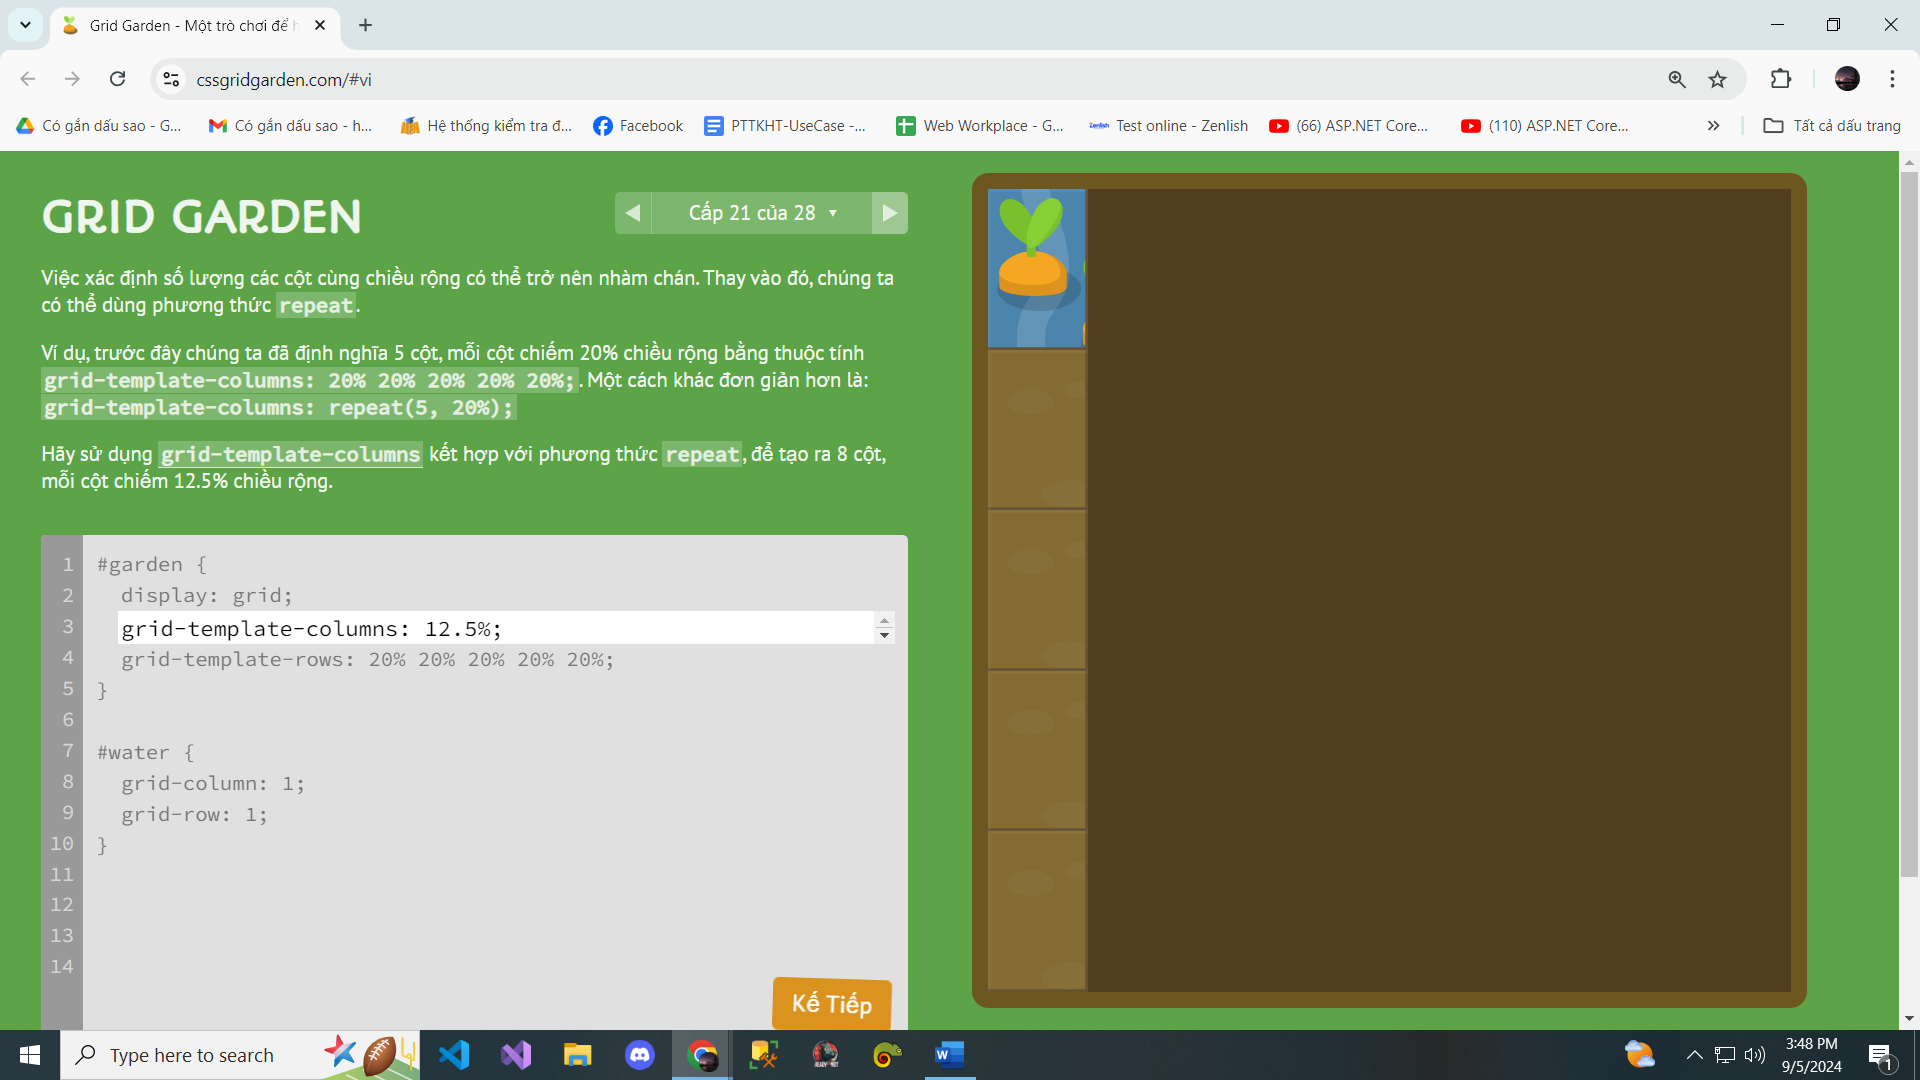 Grid Garden - Một trò chơi để h
cssgridgarden.com/#vi
Có gắn dấu sao - G...
Có gắn dấu sao - h...
Hệ thống kiểm tra đ...
Facebook
PTTKHT-UseCase -...
Web Workplace - G...
Zenlish
Test online - Zenlish
(66) ASP.NET Core...
(110) ASP.NET Core...
Tất cả dấu trang
GRID GARDEN
Cấp 21 của 28
Việc xác định số lượng các cột cùng chiều rộng có thể trở nên nhàm chán. Thay vào đó, chúng ta
có thể dùng phương thức repeat.
Ví dụ, trước đây chúng ta đã định nghĩa 5 cột, mỗi cột chiếm 20% chiều rộng bằng thuộc tính
grid-template-columns: 20% 20% 20% 20% 20%;. Một cách khác đơn giản hơn là:
grid-template-columns: repeat(5, 20%);
Hãy sử dụng grid-template-columns kết hợp với phương thức repeat, để tạo ra 8 cột,
mỗi cột chiếm 12.5% chiều rộng.
1 #garden {
2 display: grid;
3 grid-template-columns: 12.5%;
4 grid-template-rows: 20% 20% 20% 20% 20%;
5 }
6
7 #water {
8 grid-column: 1;
9 grid-row: 1;
10 }
11
12
13
14
Kế Tiếp
Type here to search
READY OR NOT
W
3:48 PM
9/5/2024
1